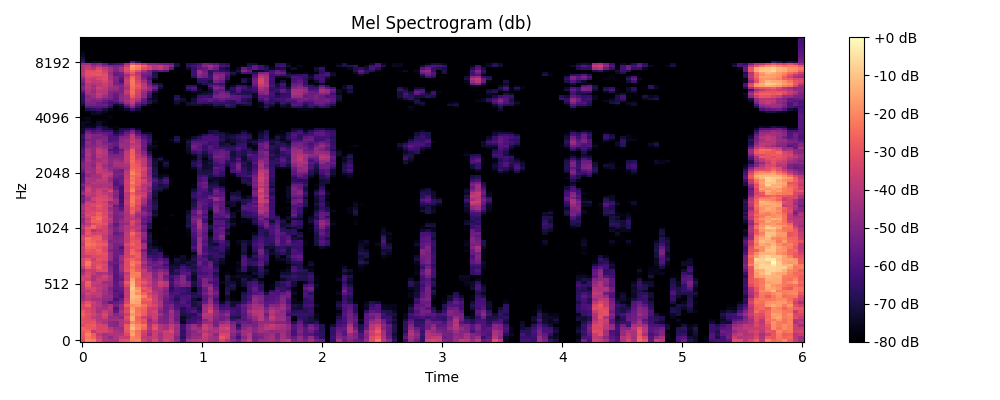 Mel Spectrogram (db)
Hz
8192
4096
2048
1024
512
0
0 1 2 3 4 5 6
Time
+0 dB
-10 dB
-20 dB
-30 dB
-40 dB
-50 dB
-60 dB
-70 dB
-80 dB